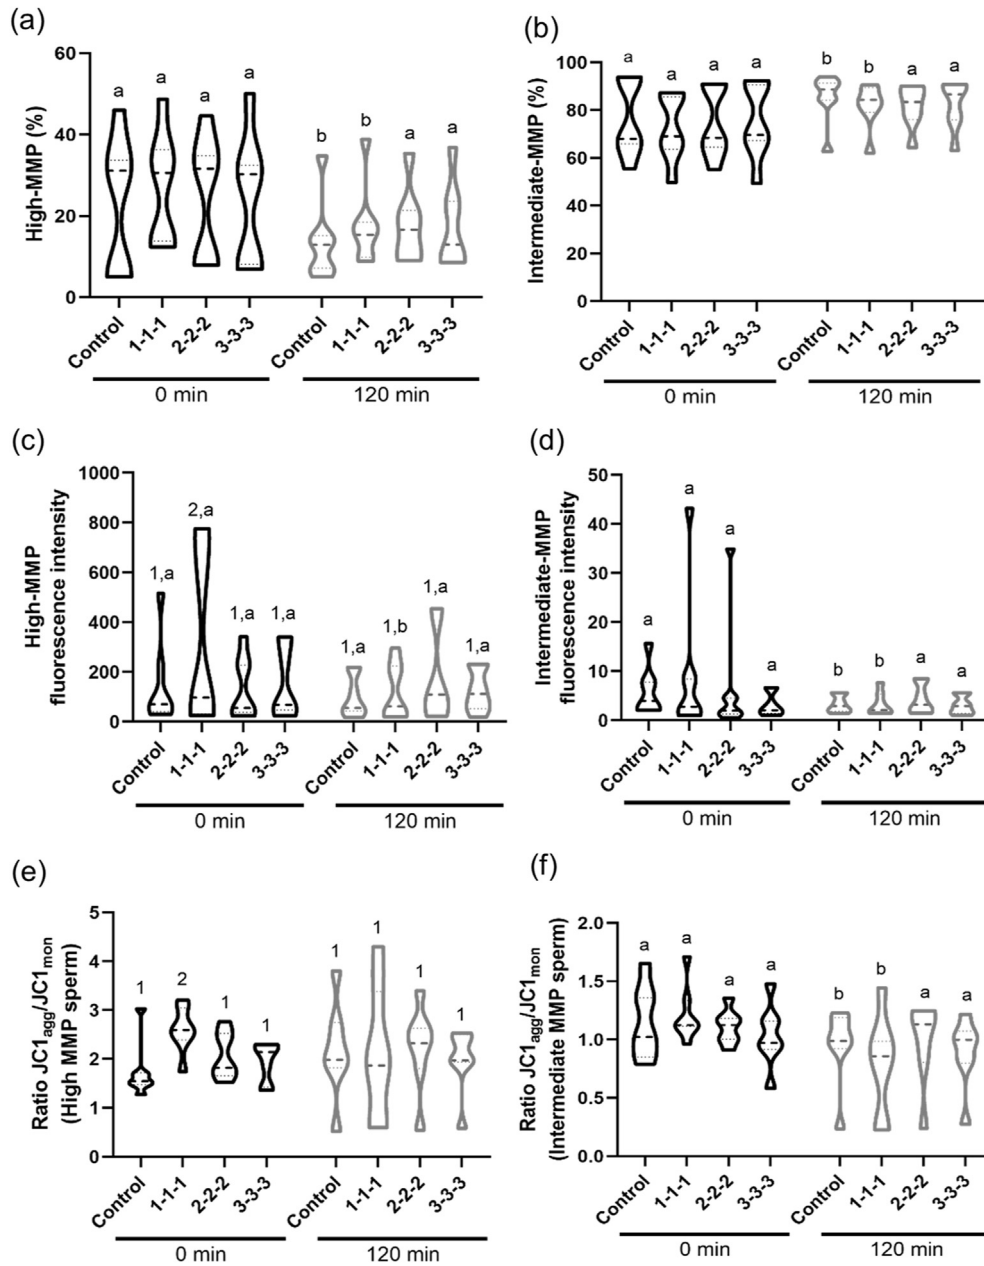 (a)
High-MMP (%)
60
40
20
0
a a a a b b a a
Control 1-1-1 2-2-2 3-3-3 Control 1-1-1 2-2-2 3-3-3
0 min 120 min
(b)
Intermediate-MMP (%)
100
80
60
40
20
0
a a a a b b a a
Control 1-1-1 2-2-2 3-3-3 Control 1-1-1 2-2-2 3-3-3
0 min 120 min
(c)
High-MMP
fluorescence intensity
1000
800
600
400
200
0
1,a 2,a 1,a 1,a 1,a 1,b 1,a 1,a
Control 1-1-1 2-2-2 3-3-3 Control 1-1-1 2-2-2 3-3-3
0 min 120 min
(d)
Intermediate-MMP
fluorescence intensity
50
40
30
20
10
0
a a a a b b a a
Control 1-1-1 2-2-2 3-3-3 Control 1-1-1 2-2-2 3-3-3
0 min 120 min
(e)
Ratio JC1agg/JC1mon
(High MMP sperm)
5
4
3
2
1
0
1 2 1 1 1 1 1 1
Control 1-1-1 2-2-2 3-3-3 Control 1-1-1 2-2-2 3-3-3
0 min 120 min
(f)
Ratio JC1agg/JC1mon
(Intermediate MMP sperm)
2.0
1.5
1.0
0.5
0.0
a a a a b b a a
Control 1-1-1 2-2-2 3-3-3 Control 1-1-1 2-2-2 3-3-3
0 min 120 min